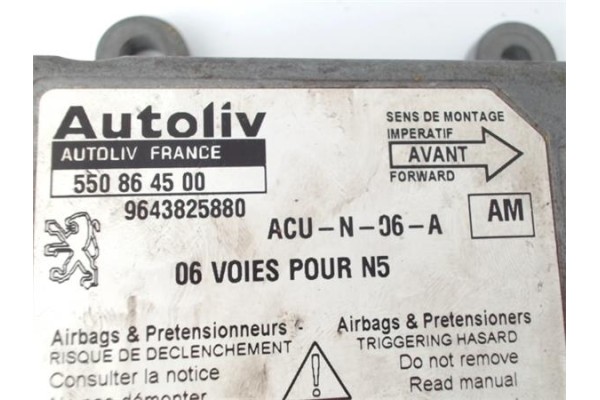 Autoliv
AUTOLIV FRANCE
550 86 45 00
9643825880
SENS DE MONTAGE
IMPERATIF
AVANT
FORWARD
ACU-N-06-A
AM
06 VOIES POUR N5
Airbags & Pretensionneurs -
RISQUE DE DECLENCHEMENT
Consulter la notice
démonter
!
Airbags & Pretensioners
TRIGGERING HASARD
Do not remove
Read manual